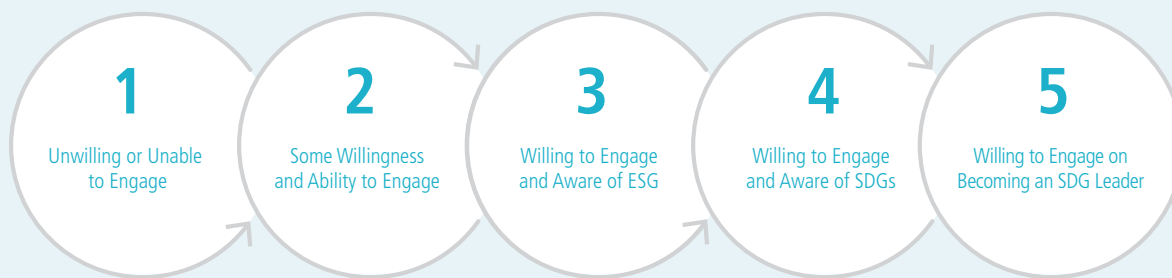 1
Unwilling or Unable
to Engage
2
Some Willingness
and Ability to Engage
3
Willing to Engage
and Aware of ESG
4
Willing to Engage
and Aware of SDGs
5
Willing to Engage on
Becoming an SDG Leader